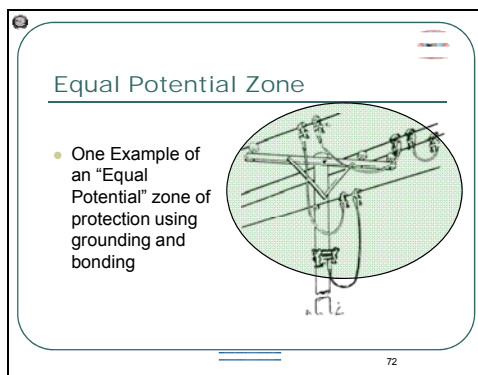 Equal Potential Zone
One Example of
an “Equal
Potential” zone of
protection using
grounding and
bonding
72